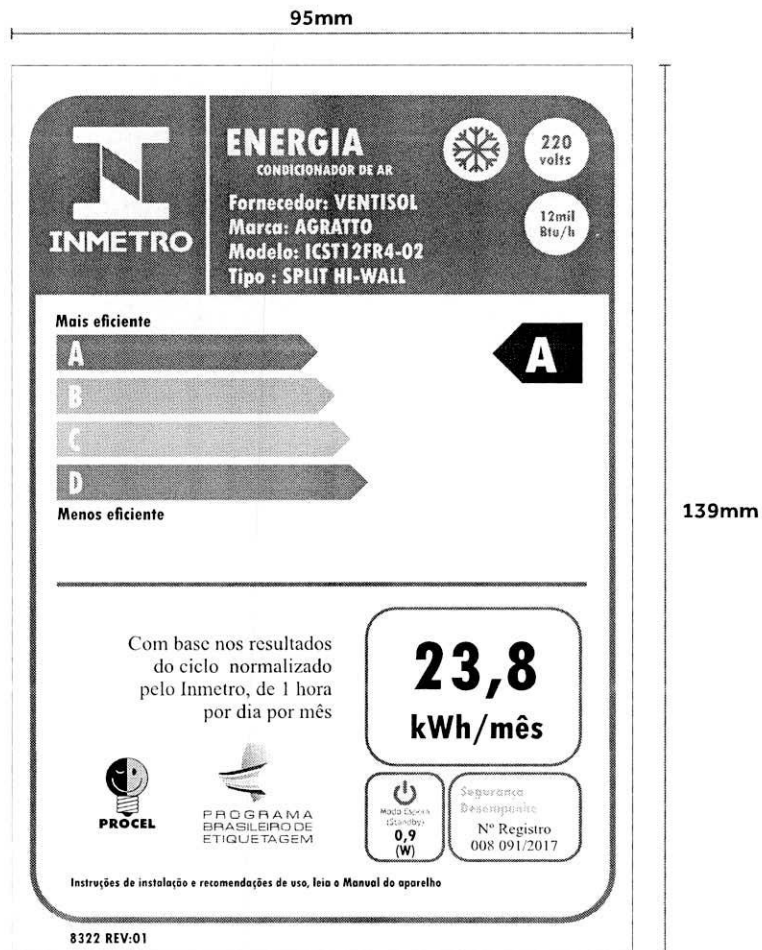 95mm
ENERGIA
CONDICIONADOR DE AR
220
volts
12mil
Btu/h
Fornecedor: VENTISOL
Marca: AGRATTO
Modelo: ICST12FR4-02
Tipo : SPLIT HI-WALL
INMETRO
Mais eficiente
A
A
B
C
D
Menos eficiente
139mm
Com base nos resultados
do ciclo normalizado
pelo Inmetro, de 1 hora
por dia por mês
23,8
kWh/mês
PROCEL
PROGRAMA
BRASILEIRO DE
ETIQUETAGEM
Modo Espera
(Standby)
0,9
(W)
Segurança
Desempenho
Nº Registro
008 091/2017
Instruções de instalação e recomendações de uso, leia o Manual do aparelho
8322 REV:01